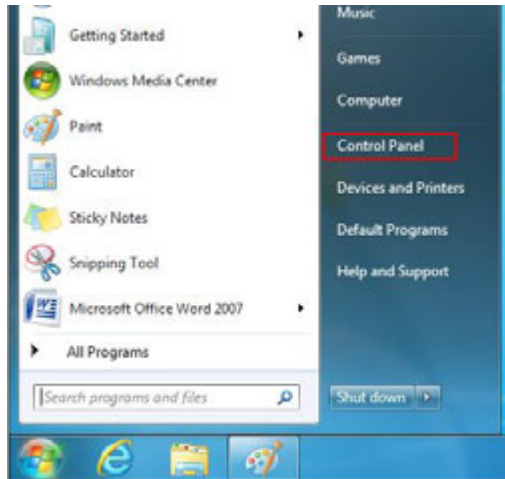 Getting Started
Windows Media Center
Paint
Calculator
Sticky Notes
Snipping Tool
Microsoft Office Word 2007
All Programs
Search programs and files
Music
Games
Computer
Control Panel
Devices and Printers
Default Programs
Help and Support
Shut down